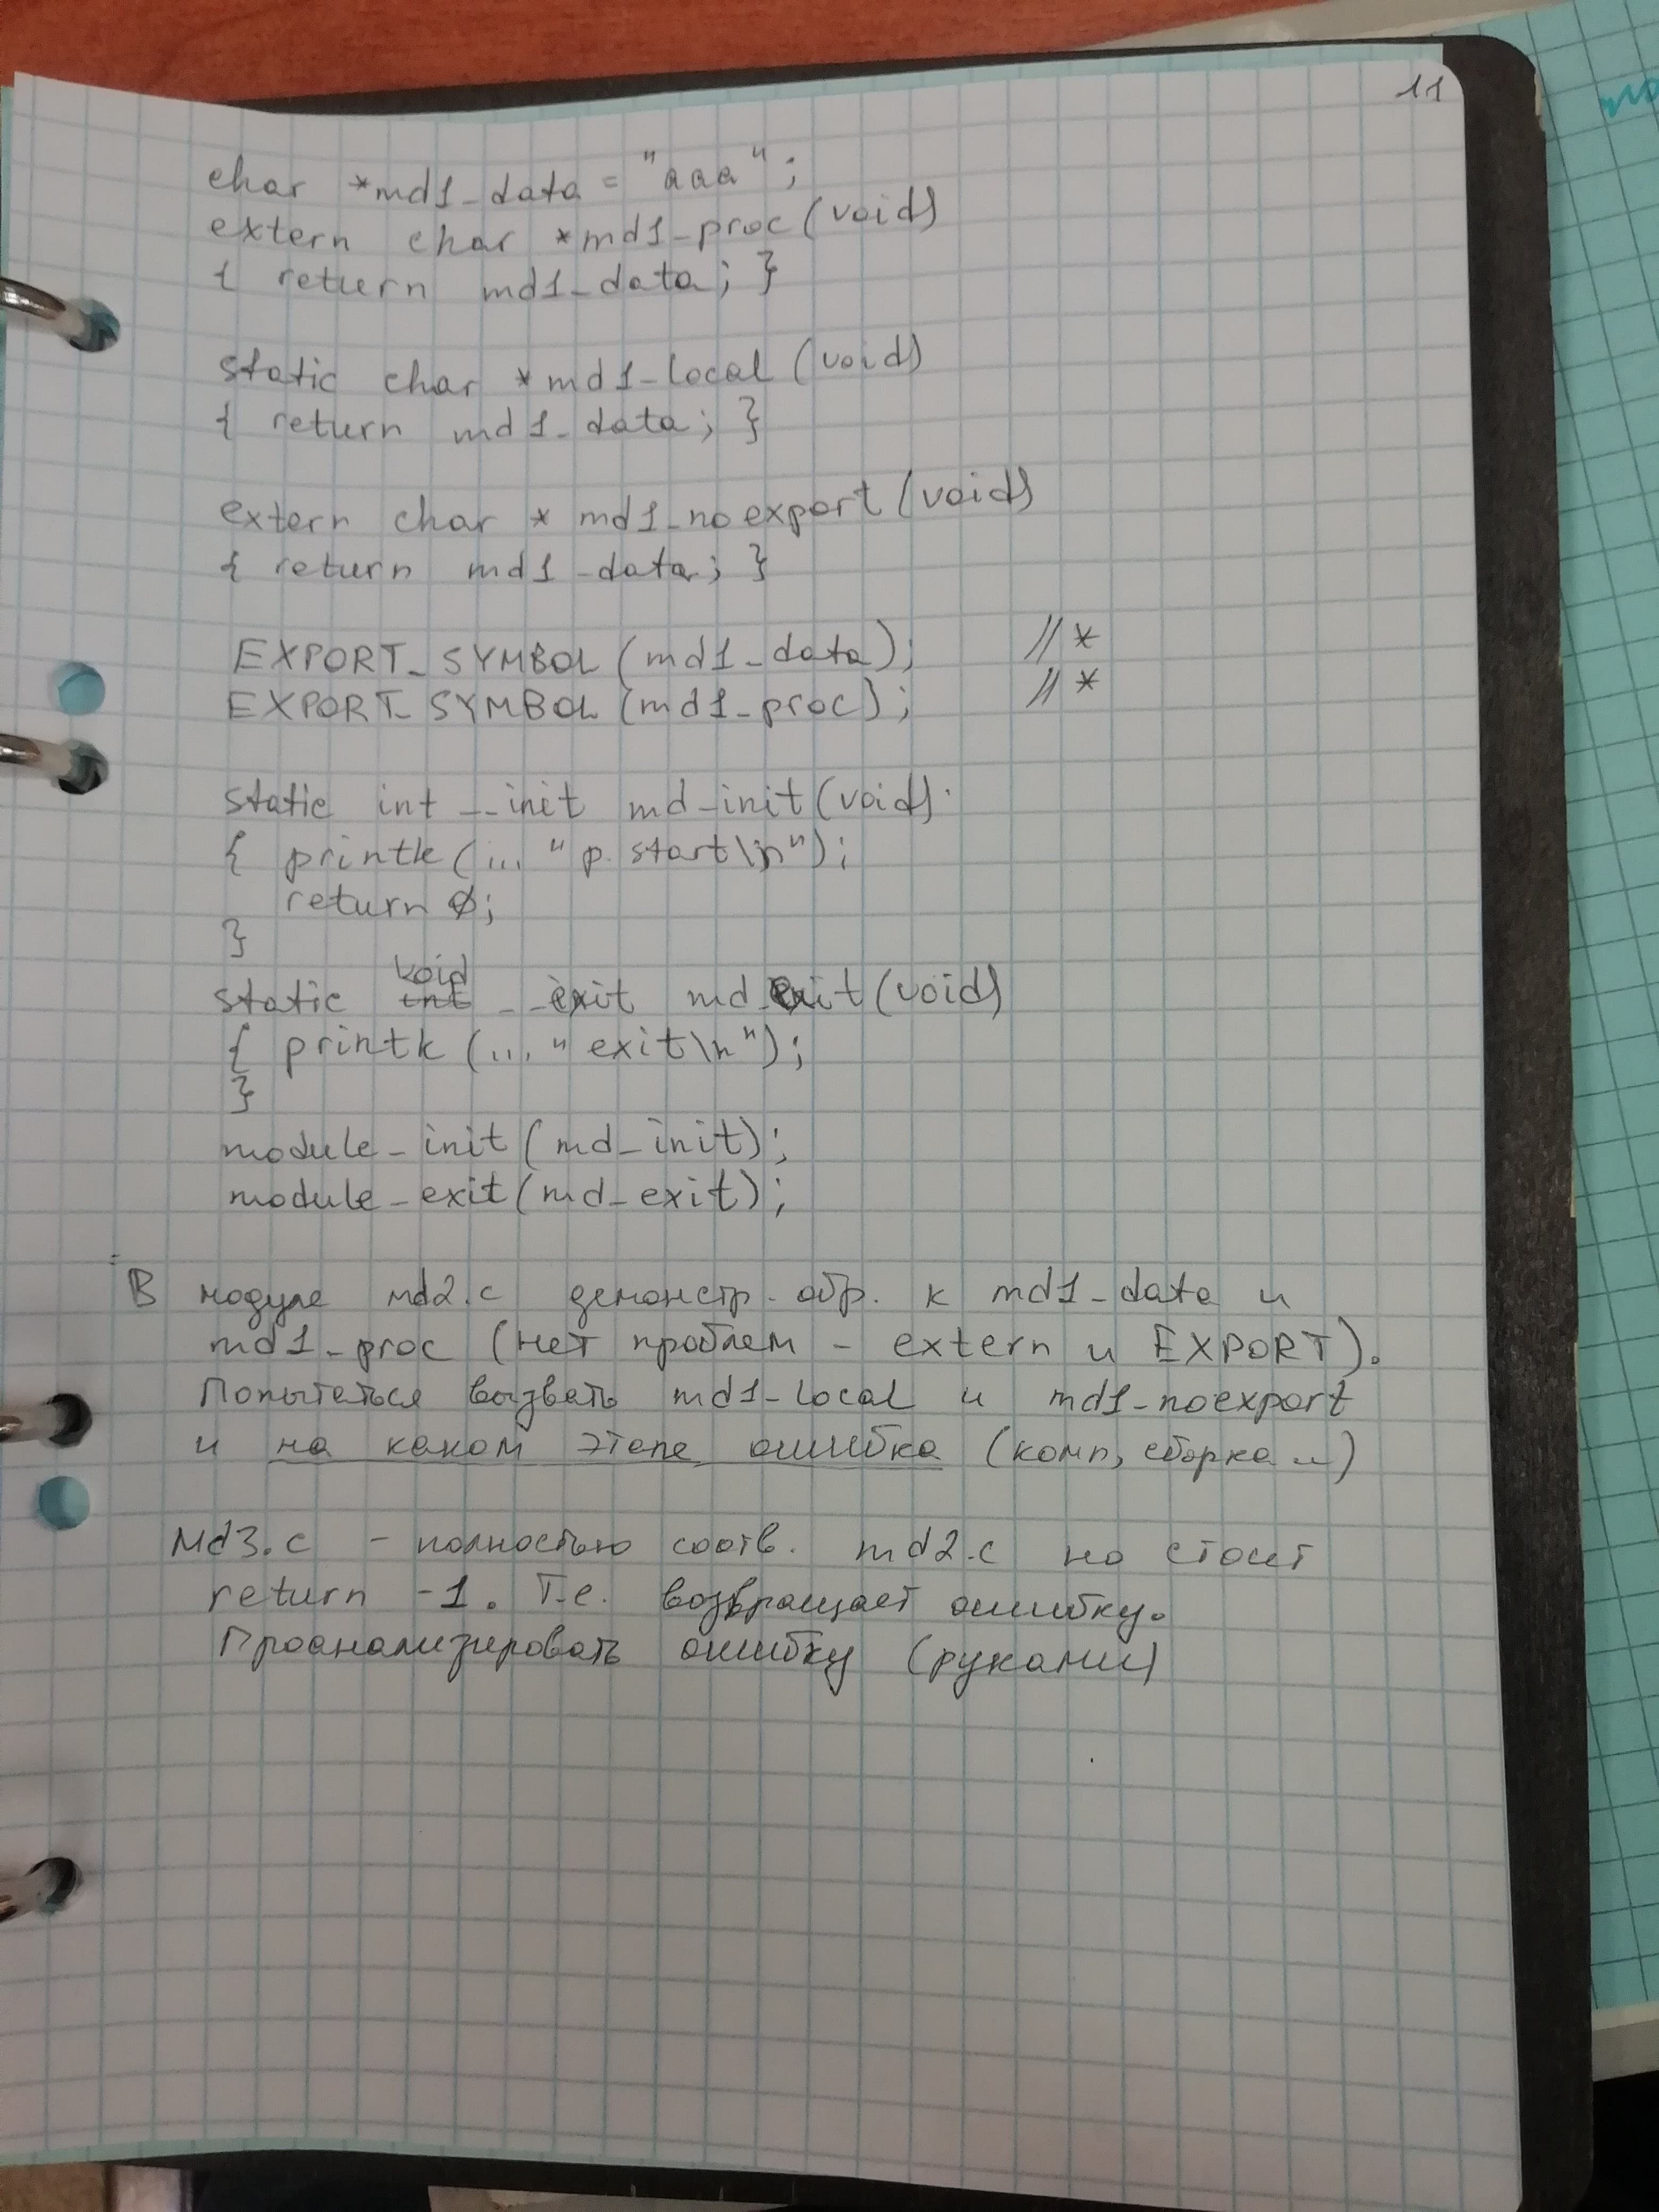 11
char *md1_data = "aaa";
extern char *md1_proc(void)
{ return md1_data; }
static char *md1_local(void)
{ return md1_data; }
extern char * md1_noexport(void)
{ return md1_data; }
EXPORT_SYMBOL(md1_data); //*
EXPORT_SYMBOL(md1_proc); //*
static int __init md_init(void)
{ printk(... "p. start\n");
return 0;
}
static void int __exit md_exit(void)
{ printk(... "exit\n");
}
module_init(md_init);
module_exit(md_exit);
В модуле md2.c демонстр. обр. к md1_data и
md1_proc (нет проблем - extern и EXPORT).
Попытаться вызвать md1_local и md1_noexport
и на каком этапе ошибка (комп, сборка ...)
Md3.c - полностью соотв. md2.c но стоит
return -1. Т.е. возвращает ошибку.
Проанализировать ошибку (руками)